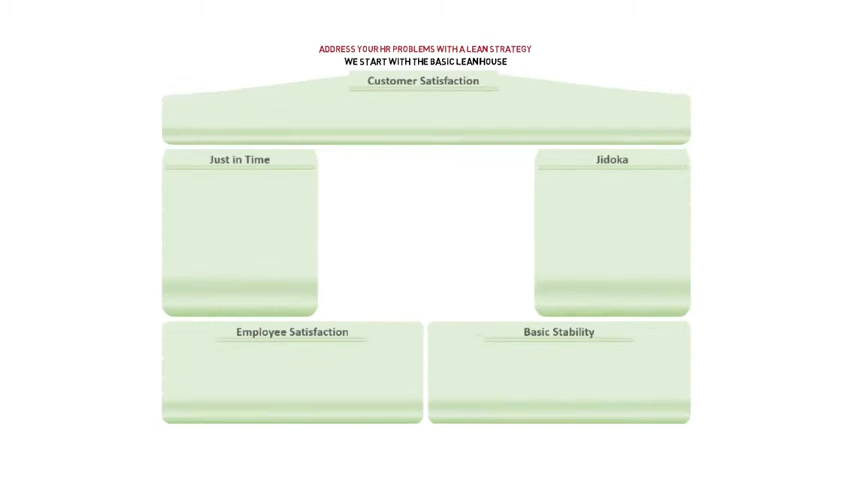 ADDRESS YOUR HR PROBLEMS WITH A LEAN STRATEGY
WE START WITH THE BASIC LEANHOUSE
Customer Satisfaction
Just in Time
Jidoka
Employee Satisfaction
Basic Stability